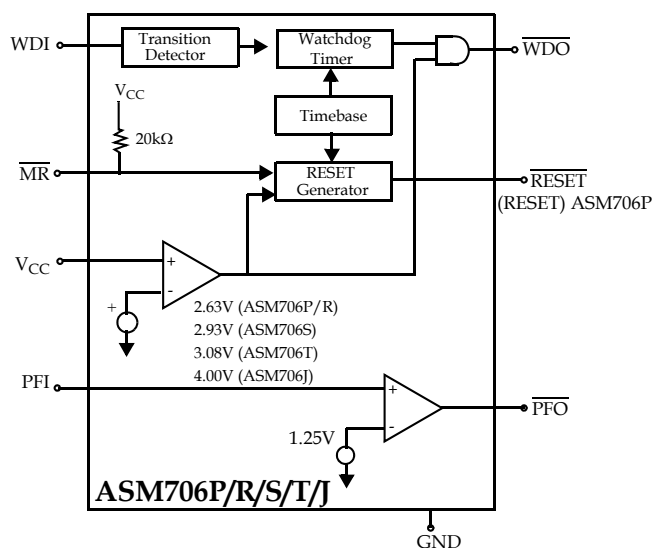 WDI
Transition
Detector
Watchdog
Timer
WDO
VCC
20kΩ
Timebase
MR
RESET
Generator
RESET
(RESET) ASM706P
VCC
+
-
+
2.63V (ASM706P/R)
2.93V (ASM706S)
3.08V (ASM706T)
4.00V (ASM706J)
PFI
+
-
PFO
1.25V
ASM706P/R/S/T/J
GND